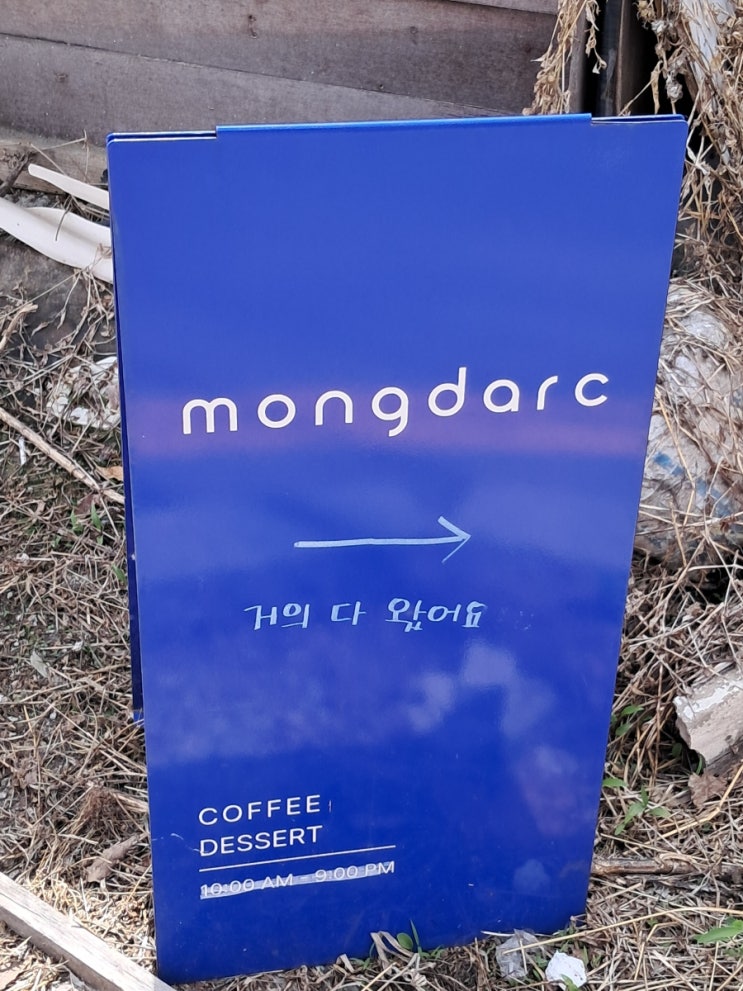 mongdarc
거의 다 왔어요
COFFEE
DESSERT
10:00 AM - 9:00 PM